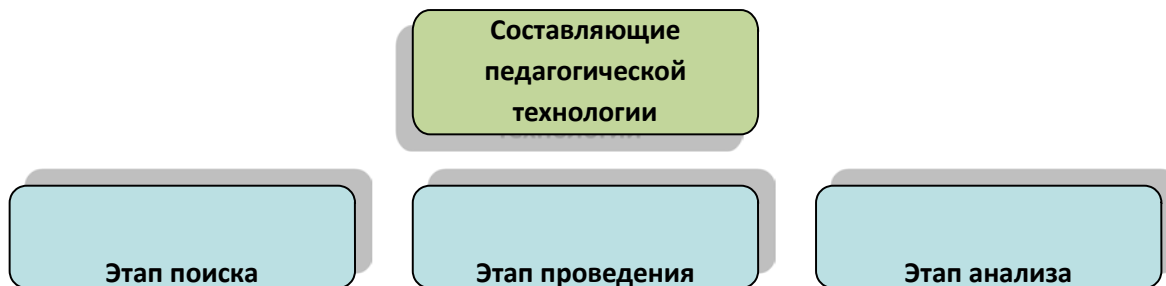 Составляющие
педагогической
технологии
Этап поиска
Этап проведения
Этап анализа